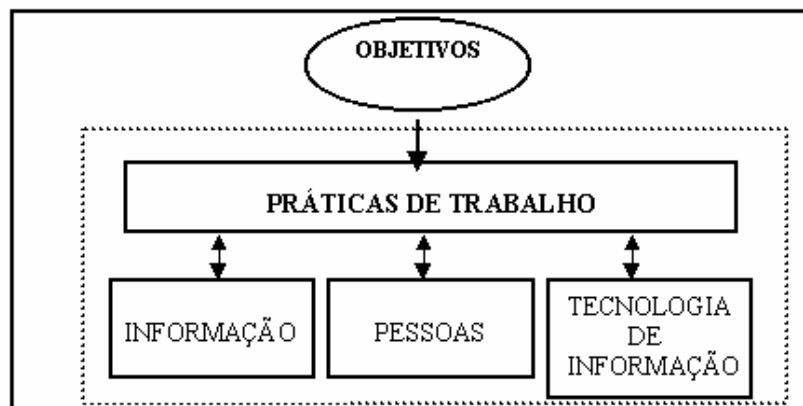 OBJETIVOS
PRÁTICAS DE TRABALHO
INFORMAÇÃO
PESSOAS
TECNOLOGIA
DE
INFORMAÇÃO